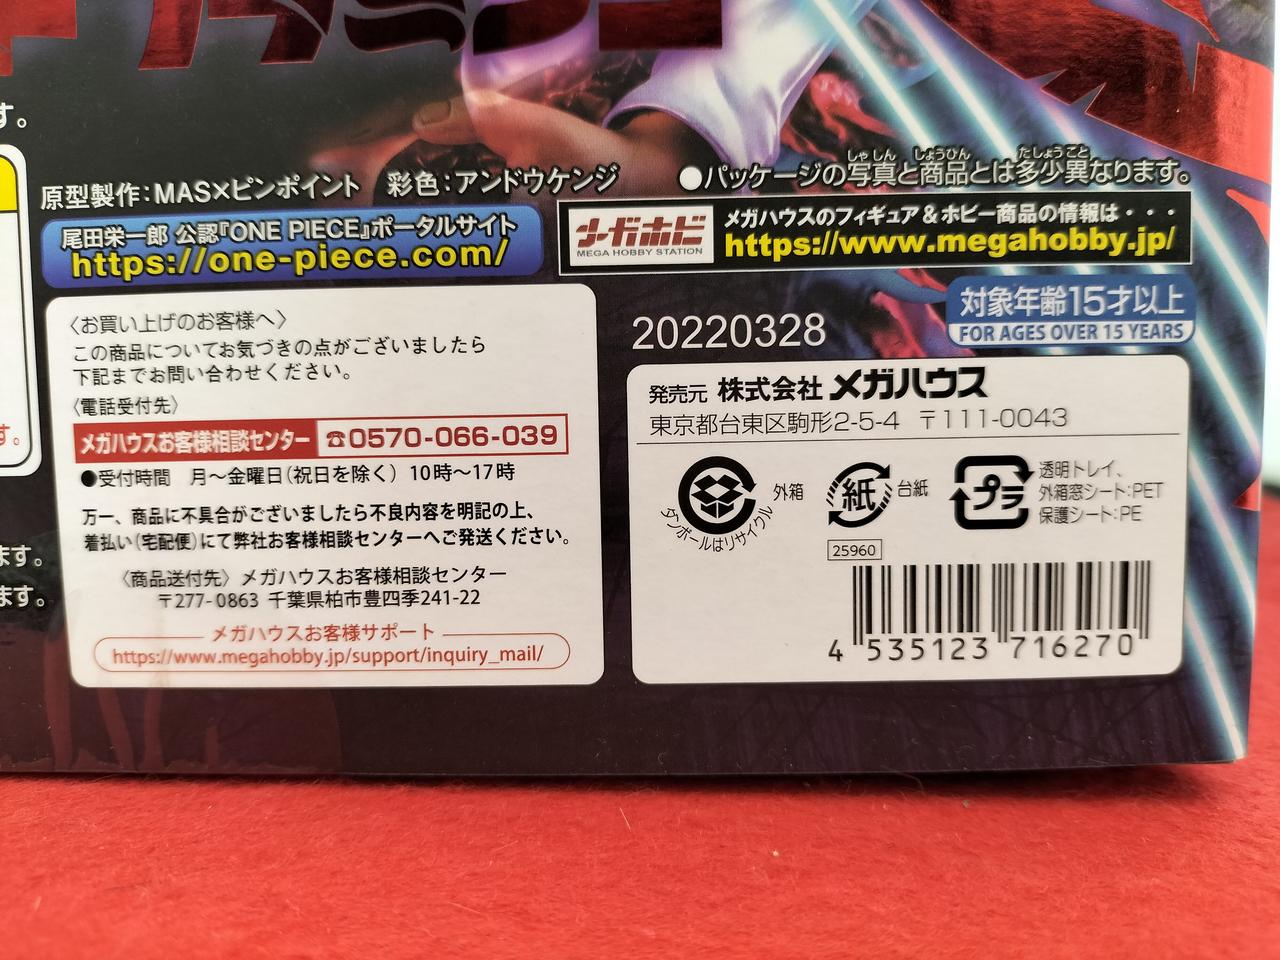 す。
原型製作：MAS×ピンポイント　彩色：アンドウケンジ
●パッケージの写真と商品とは多少異なります。
しゃしん しょうひん たしょうこと
尾田栄一郎 公認『ONE PIECE』ポータルサイト
https://one-piece.com/
メガホビ
MEGA HOBBY STATION
メガハウスのフィギュア＆ホビー商品の情報は・・・
https://www.megahobby.jp/
対象年齢15才以上
FOR AGES OVER 15 YEARS
20220328
〈お買い上げのお客様へ〉
この商品についてお気づきの点がございましたら
下記までお問い合わせください。
〈電話受付先〉
メガハウスお客様相談センター ☎0570-066-039
●受付時間　月～金曜日（祝日を除く）10時～17時
万一、商品に不具合がございましたら不良内容を明記の上、
着払い（宅配便）にて弊社お客様相談センターへご発送ください。
〈商品送付先〉メガハウスお客様相談センター
〒277-0863 千葉県柏市豊四季241-22
メガハウスお客様サポート
https://www.megahobby.jp/support/inquiry_mail/
す。
ます。
ます。
発売元 株式会社 メガハウス
東京都台東区駒形2-5-4　〒111-0043
外箱
ダンボールはリサイクル
紙
台紙
プラ
透明トレイ、
外箱窓シート：PET
保護シート：PE
25960
4 535123 716270